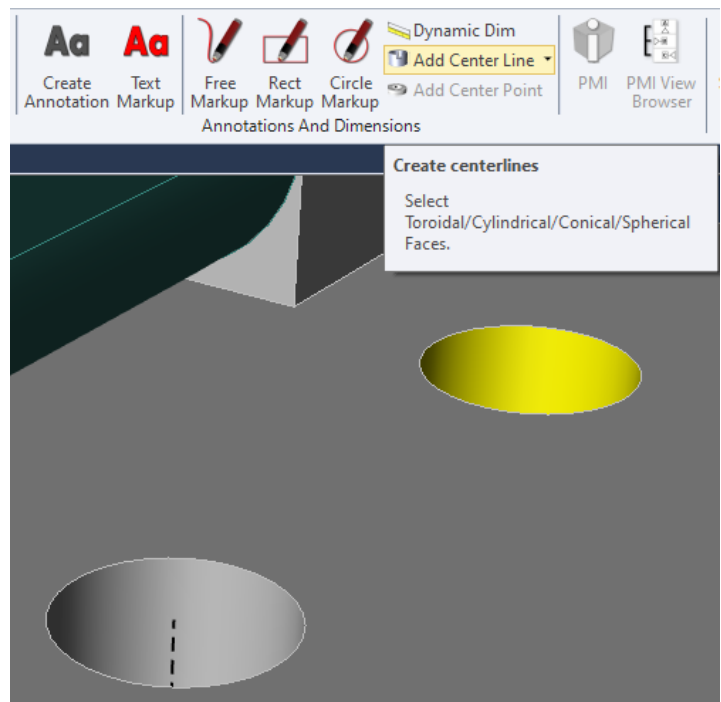 Aa
Aa
Create
Annotation
Text
Markup
Free
Markup
Rect
Markup
Circle
Markup
Dynamic Dim
Add Center Line
Add Center Point
PMI
PMI View
Browser
Annotations And Dimensions
Create centerlines
Select
Toroidal/Cylindrical/Conical/Spherical
Faces.